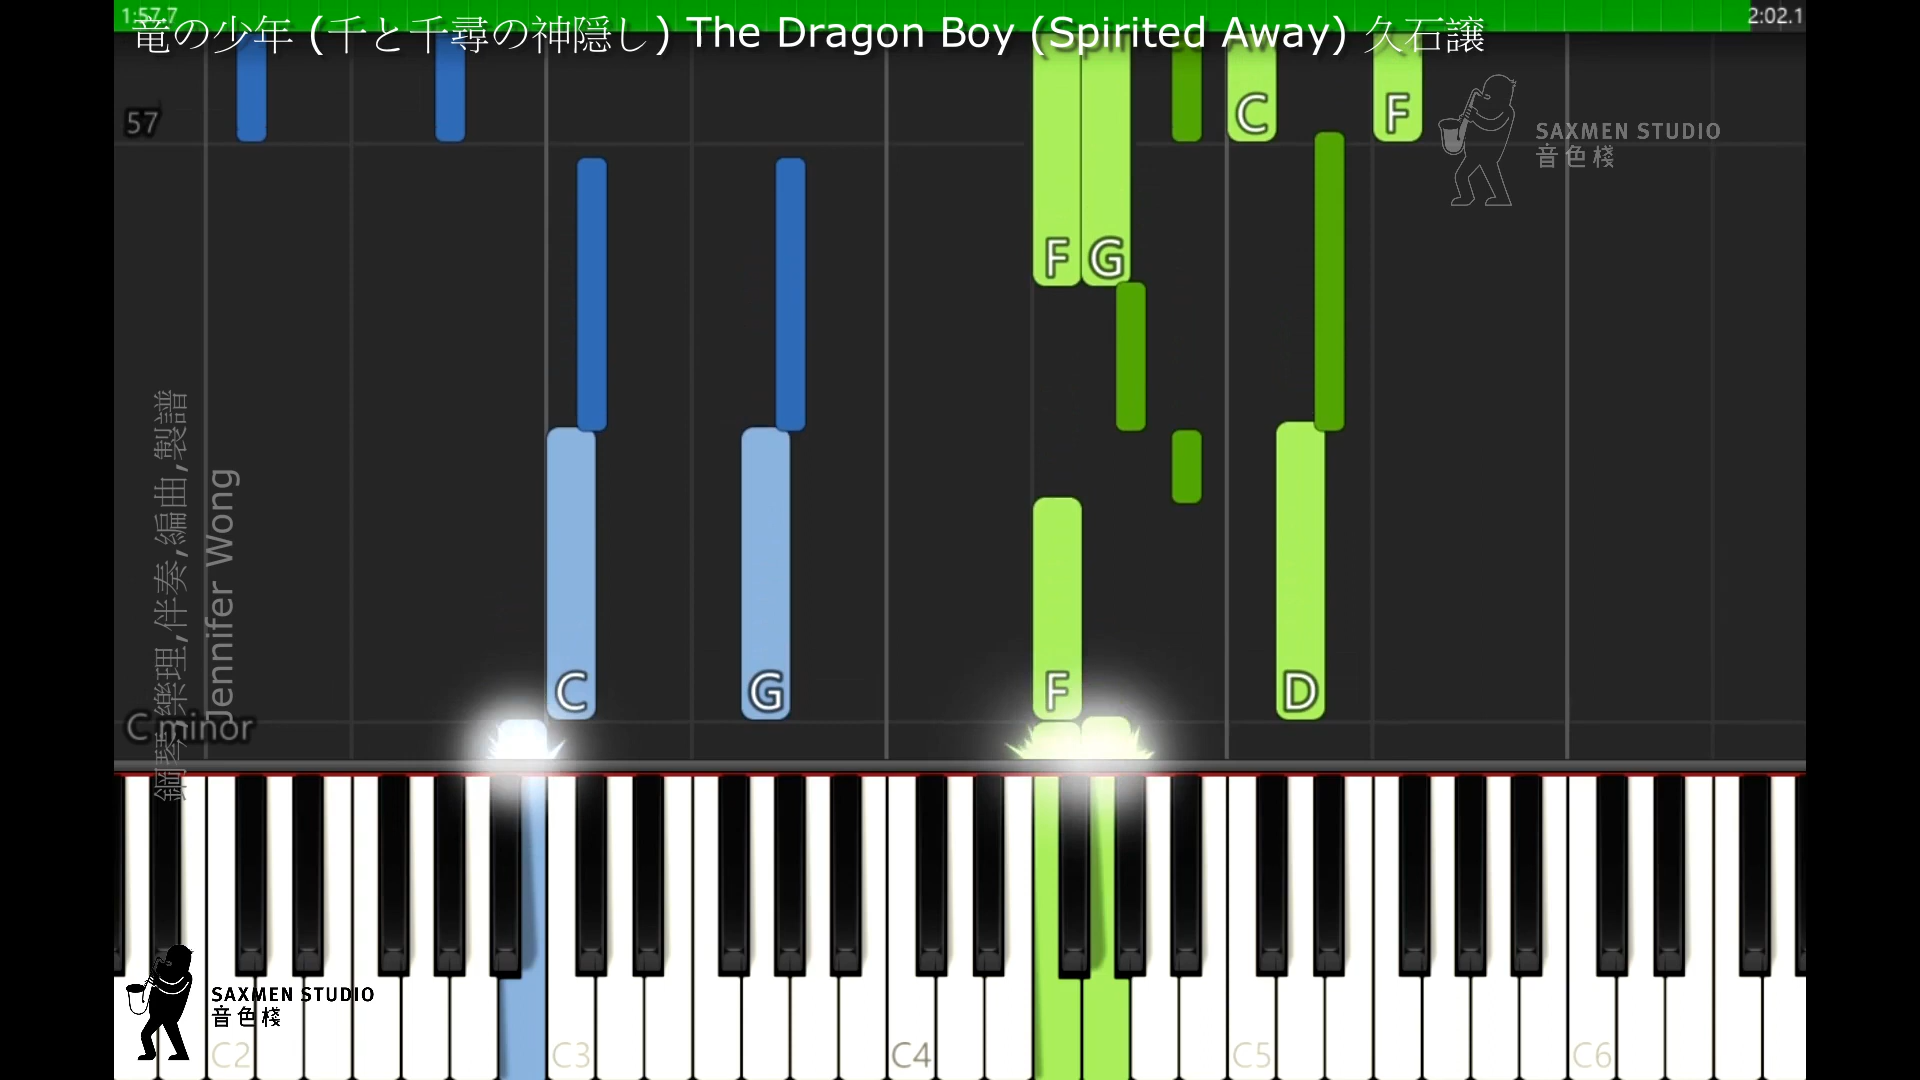 1:57.7
2:02.1
竜の少年 (千と千尋の神隠し) The Dragon Boy (Spirited Away) 久石譲
57
C
F
SAXMEN STUDIO
音色棧
F
G
鋼琴,樂理,伴奏,編曲,製譜
Jennifer Wong
C
G
F
D
C minor
SAXMEN STUDIO
音色棧
C2
C3
C4
C5
C6